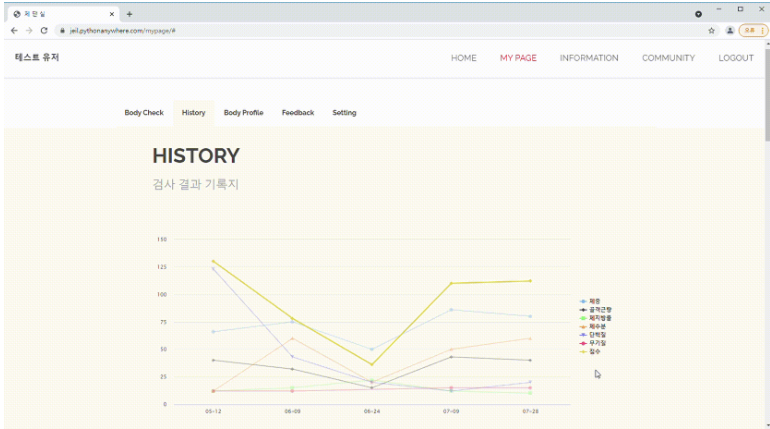 외 안 실
jeil.pythonanywhere.com/mypage/#
오류
테스트 유저
HOME MY PAGE INFORMATION COMMUNITY LOGOUT
Body Check History Body Profile Feedback Setting
HISTORY
검사 결과 기록지
150
125
100
75
50
25
0
05-12 06-08 06-24 07-09 07-28
체중
골격근량
체지방률
체수분
단백질
무기질
점수